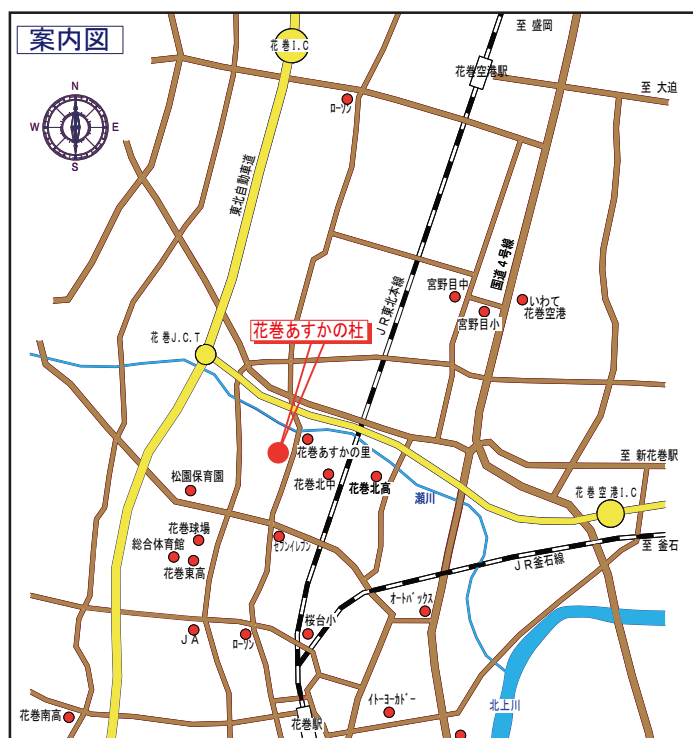 案内図
花巻I.C
至 盛岡
花巻空港駅
至 大迫
ローソン
N
W
E
S
東北自動車道
国道4号線
JR東北本線
宮野目中
宮野目小
いわて
花巻空港
花巻J.C.T
花巻あすかの杜
花巻あすかの里
花巻北中
花巻北高
至 新花巻駅
松園保育園
瀬川
花巻空港I.C
花巻球場
総合体育館
花巻東高
セブンイレブン
JR釜石線
至 釜石
オートバックス
JA
ローソン
桜台小
北上川
花巻南高
花巻駅
イトーヨーカドー